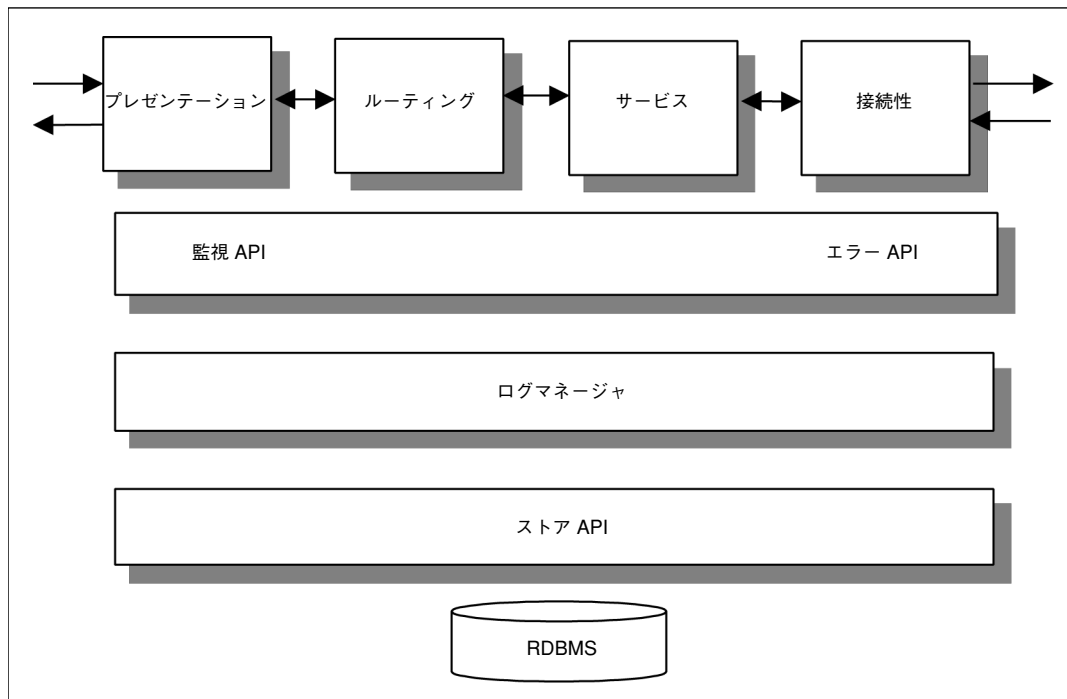 プレゼンテーション
ルーティング
サービス
接続性
監視 API
エラー API
ログマネージャ
ストア API
RDBMS